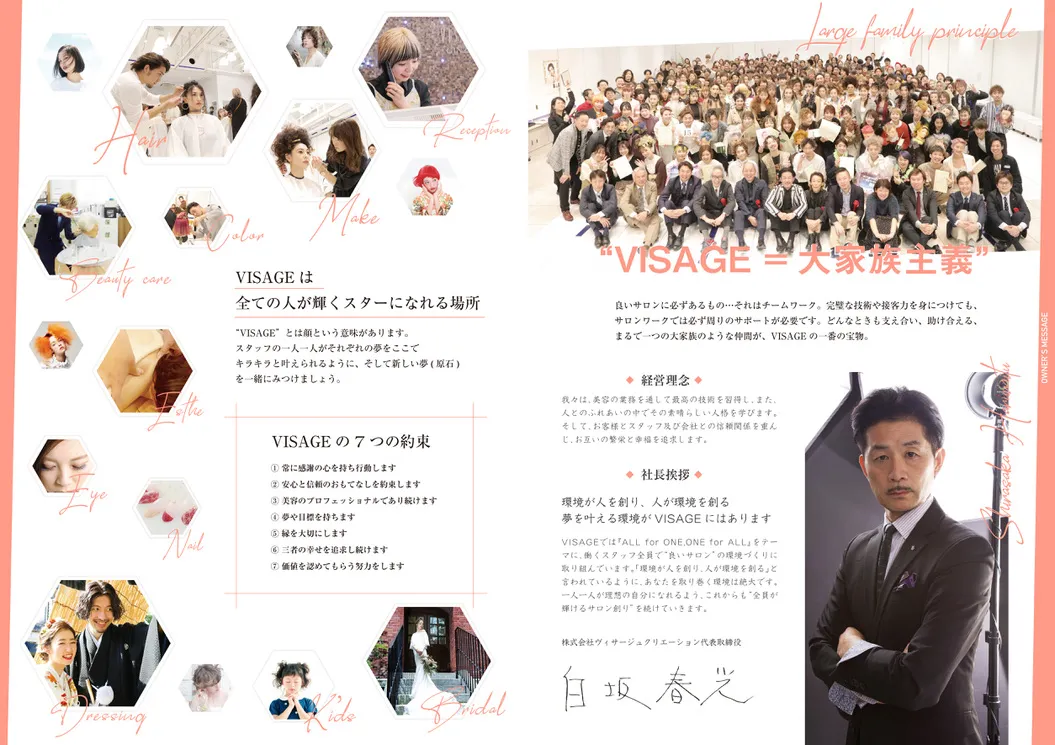 Hair
Reception
Make
Color
Beauty care
VISAGE は
全ての人が輝くスターになれる場所
“VISAGE” とは顔という意味があります。
スタッフの一人一人がそれぞれの夢をここで
キラキラと叶えられるように、そして新しい夢(原石)
を一緒にみつけましょう。
Esthe
VISAGE の 7 つの約束
① 常に感謝の心を持ち行動します
② 安心と信頼のおもてなしを約束します
③ 美容のプロフェッショナルであり続けます
④ 夢や目標を持ちます
⑤ 縁を大切にします
⑥ 三者の幸せを追求し続けます
⑦ 価値を認めてもらう努力をします
Eye
Nail
Dressing
Kid's
Bridal
Large family principle
“VISAGE = 大家族主義”
良いサロンに必ずあるもの…それはチームワーク。完璧な技術や接客力を身につけても、
サロンワークでは必ず周りのサポートが必要です。どんなときも支え合い、助け合える、
まるで一つの大家族のような仲間が、VISAGE の一番の宝物。
OWNER'S MESSAGE
◆ 経営理念 ◆
我々は、美容の業務を通して最高の技術を習得し、また、
人とのふれあいの中でその素晴らしい人格を学びます。
そして、お客様とスタッフ及び会社との信頼関係を重ん
じ、お互いの繁栄と幸福を追求します。
◆ 社長挨拶 ◆
環境が人を創り、人が環境を創る
夢を叶える環境が VISAGE にはあります
VISAGEでは『ALL for ONE,ONE for ALL』をテー
マに、働くスタッフ全員で“良いサロン”の環境づくりに
取り組んでいます。「環境が人を創り、人が環境を創る」と
言われているように、あなたを取り巻く環境は絶大です。
一人一人が理想の自分になれるよう、これからも“全員が
輝けるサロン創り”を続けていきます。
株式会社ヴィサージュクリエーション代表取締役
白坂春光
Shirasaka